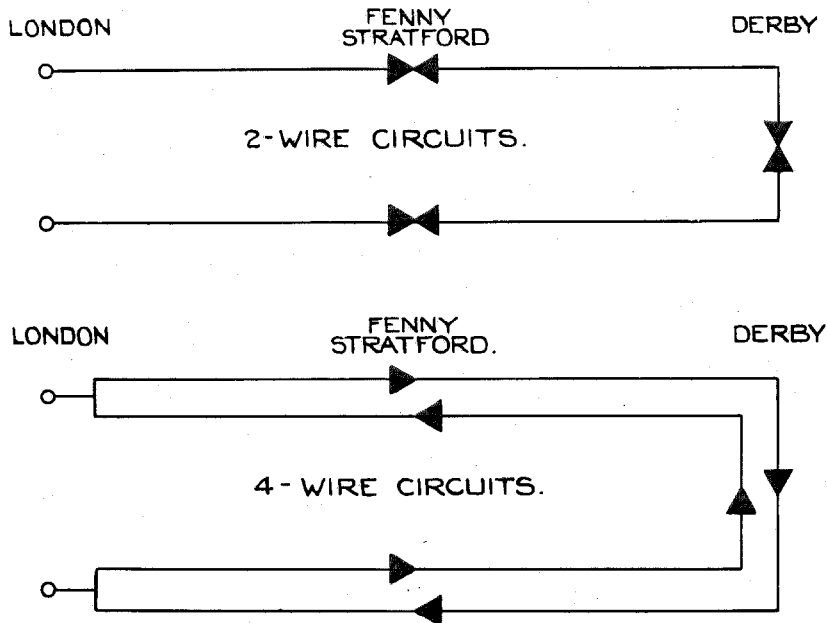 LONDON
FENNY
STRATFORD
DERBY
2-WIRE CIRCUITS.
LONDON
FENNY
STRATFORD.
DERBY
4-WIRE CIRCUITS.